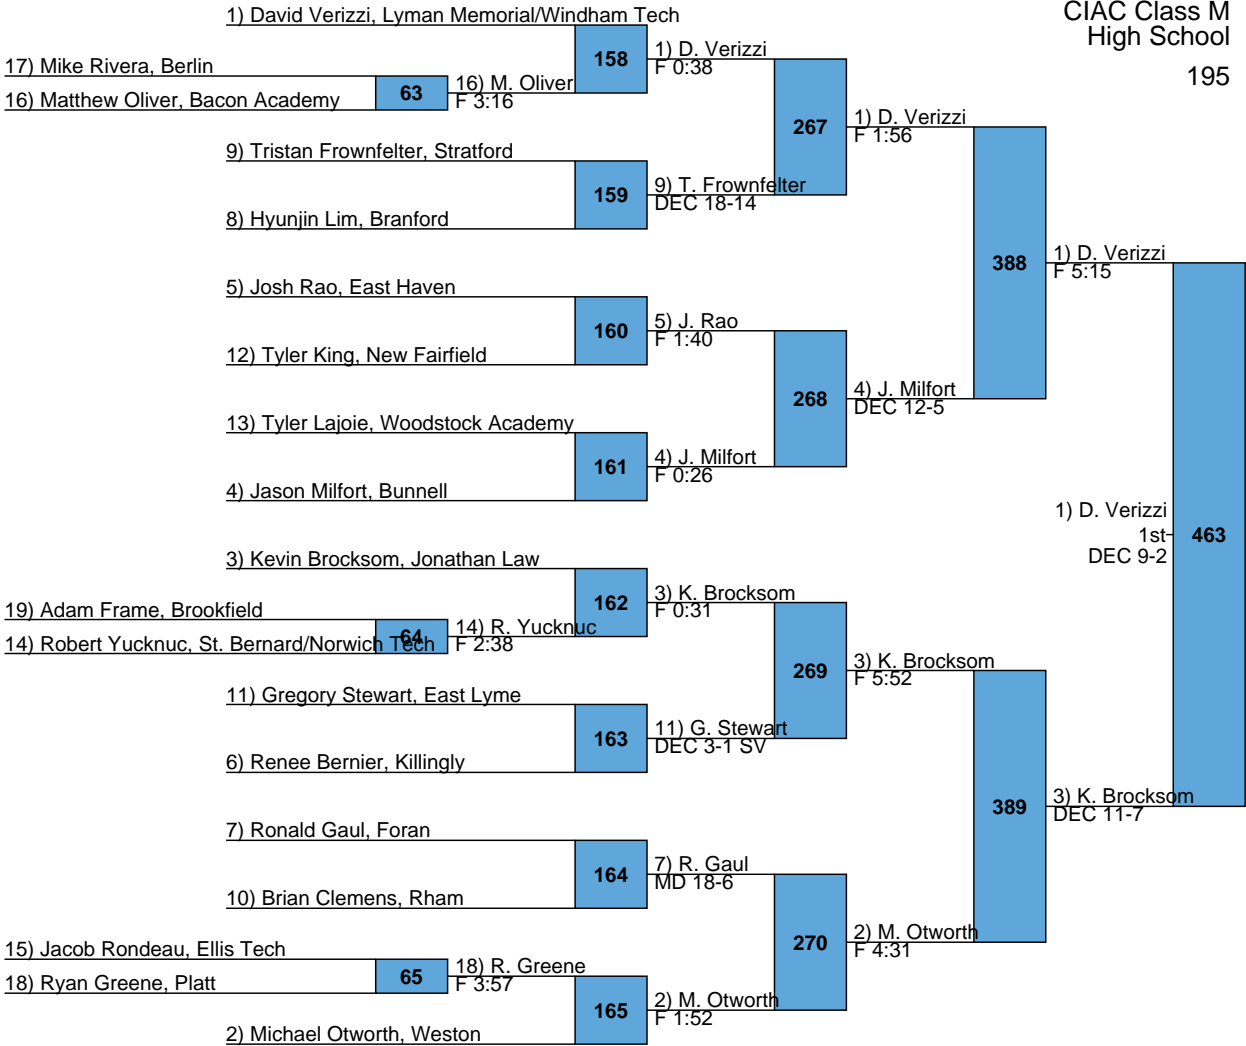 CIAC Class M
High School
195
1) David Verizzi, Lyman Memorial/Windham Tech
158
1) D. Verizzi
F 0:38
17) Mike Rivera, Berlin
63
16) M. Oliver
F 3:16
16) Matthew Oliver, Bacon Academy
267
1) D. Verizzi
F 1:56
9) Tristan Frownfelter, Stratford
159
9) T. Frownfelter
DEC 18-14
8) Hyunjin Lim, Branford
388
1) D. Verizzi
F 5:15
5) Josh Rao, East Haven
160
5) J. Rao
F 1:40
12) Tyler King, New Fairfield
268
4) J. Milfort
DEC 12-5
13) Tyler Lajoie, Woodstock Academy
161
4) J. Milfort
F 0:26
4) Jason Milfort, Bunnell
1) D. Verizzi
1st
DEC 9-2
463
3) Kevin Brocksom, Jonathan Law
162
3) K. Brocksom
F 0:31
19) Adam Frame, Brookfield
64
14) R. Yucknuc
F 2:38
14) Robert Yucknuc, St. Bernard/Norwich Tech
269
3) K. Brocksom
F 5:52
11) Gregory Stewart, East Lyme
163
11) G. Stewart
DEC 3-1 SV
6) Renee Bernier, Killingly
389
3) K. Brocksom
DEC 11-7
7) Ronald Gaul, Foran
164
7) R. Gaul
MD 18-6
10) Brian Clemens, Rham
270
2) M. Otworth
F 4:31
15) Jacob Rondeau, Ellis Tech
65
18) R. Greene
F 3:57
18) Ryan Greene, Platt
165
2) M. Otworth
F 1:52
2) Michael Otworth, Weston